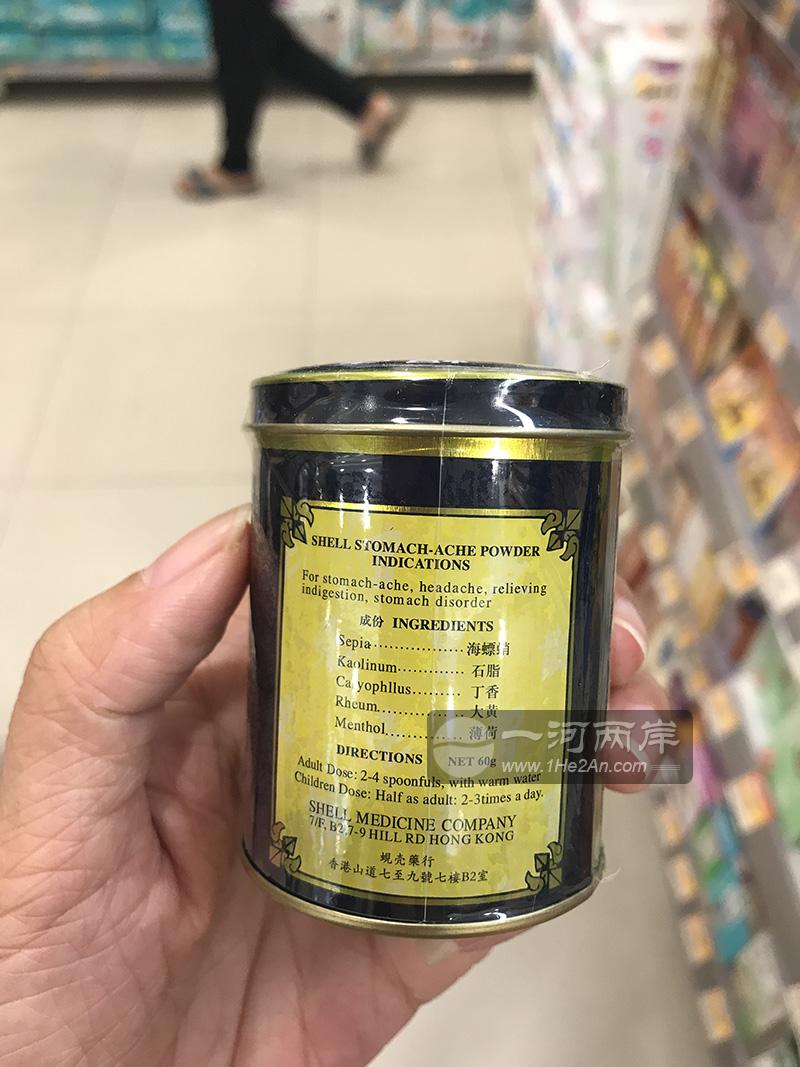 SHELL STOMACH-ACHE POWDER
INDICATIONS
For stomach-ache, headache, relieving
indigestion, stomach disorder
成份 INGREDIENTS
Sepia.................海螵蛸
Kaolinum............石脂
Caryophllus.........丁香
Rheum................大黄
Menthol..............薄荷
DIRECTIONS NET 60g
Adult Dose: 2-4 spoonfuls, with warm water
Children Dose: Half as adult: 2-3times a day.
SHELL MEDICINE COMPANY
7/F, B2,7-9 HILL RD HONG KONG
蜆壳藥行
香港山道七至九號七樓B2室
一河两岸
www.1He2An.com